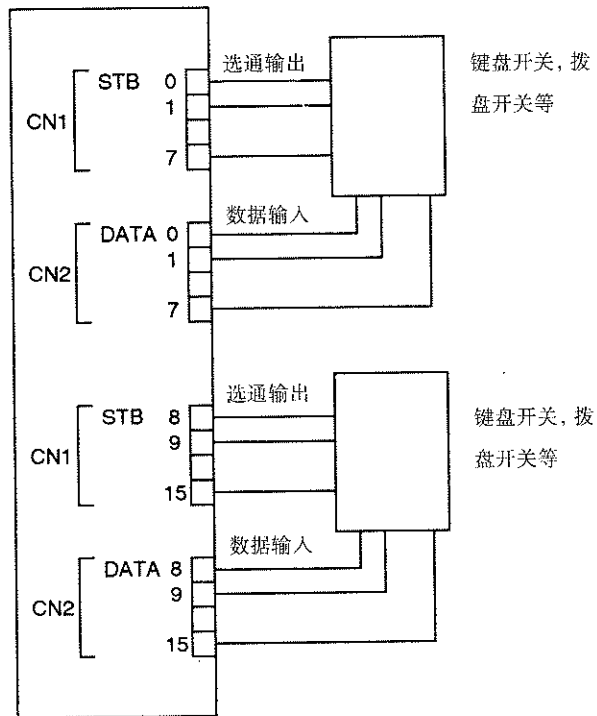 选通输出
键盘开关, 拨
盘开关等
CN1
STB 0
1
7
数据输入
CN2
DATA 0
1
7
选通输出
键盘开关, 拨
盘开关等
CN1
STB 8
9
15
数据输入
CN2
DATA 8
9
15